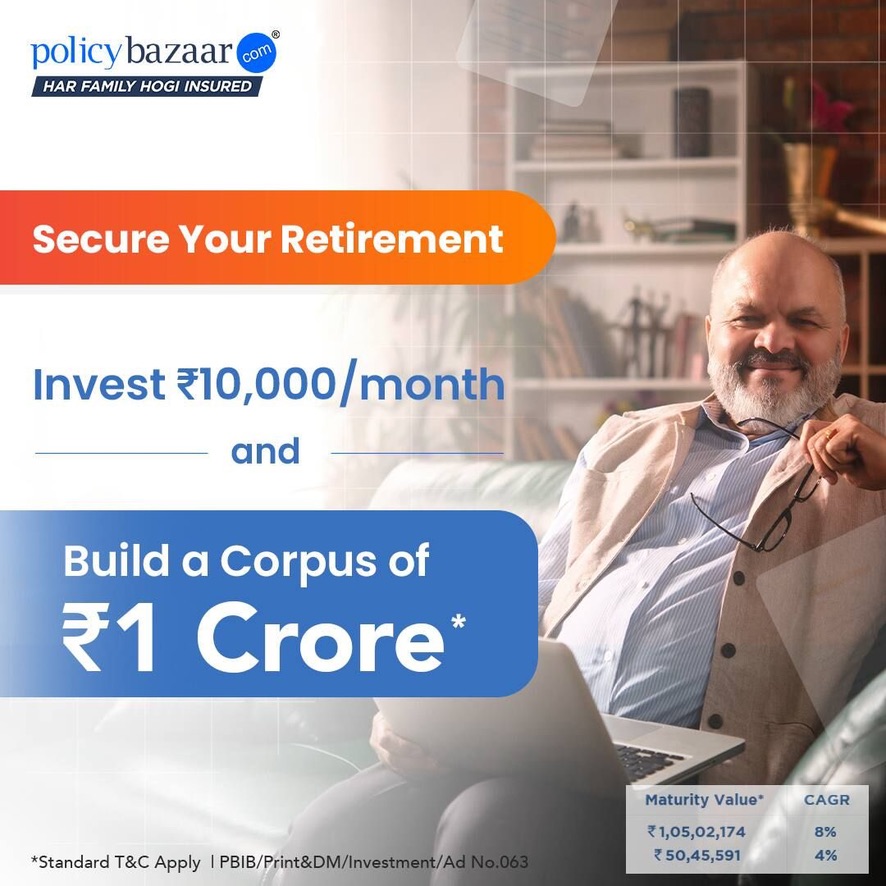 policybazaar.com®
HAR FAMILY HOGI INSURED
Secure Your Retirement
Invest ₹10,000/month
and
Build a Corpus of
₹1 Crore*
Maturity Value* CAGR
₹1,05,02,174 8%
₹50,45,591 4%
*Standard T&C Apply | PBIB/Print&DM/Investment/Ad No.063